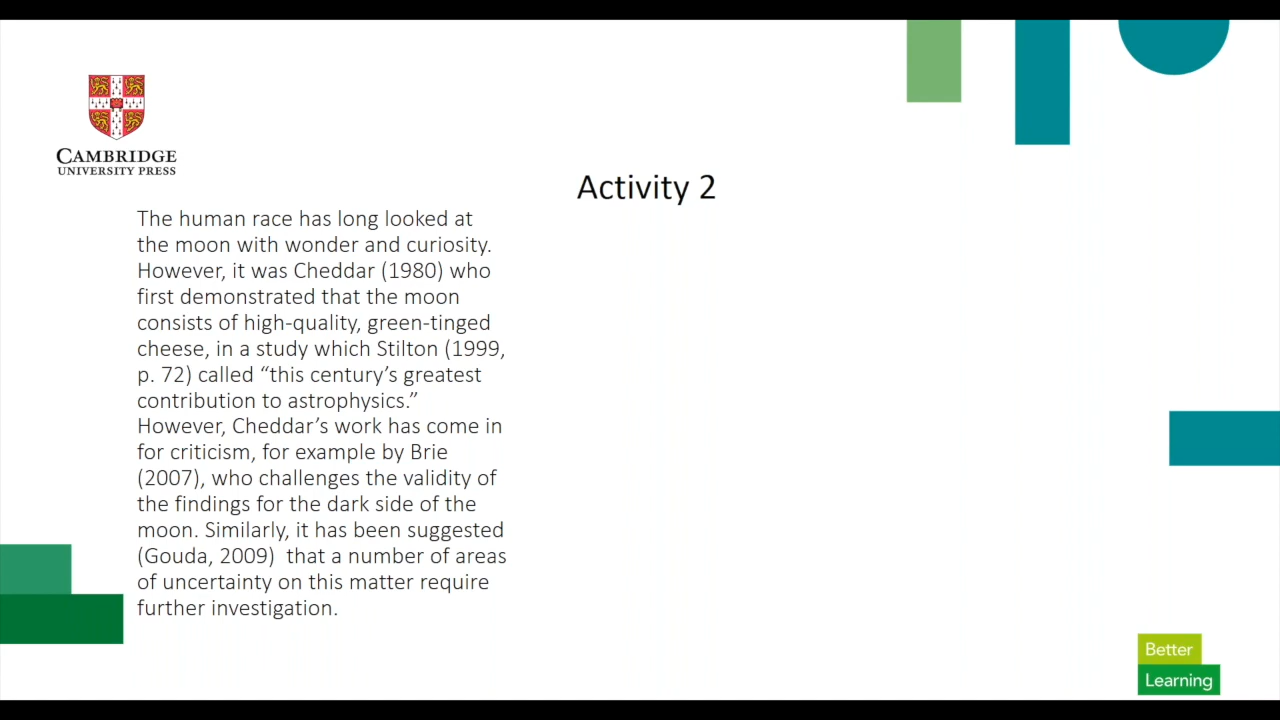 CAMBRIDGE
UNIVERSITY PRESS
Activity 2
The human race has long looked at
the moon with wonder and curiosity.
However, it was Cheddar (1980) who
first demonstrated that the moon
consists of high-quality, green-tinged
cheese, in a study which Stilton (1999,
p. 72) called “this century’s greatest
contribution to astrophysics.”
However, Cheddar’s work has come in
for criticism, for example by Brie
(2007), who challenges the validity of
the findings for the dark side of the
moon. Similarly, it has been suggested
(Gouda, 2009)  that a number of areas
of uncertainty on this matter require
further investigation.
Better
Learning